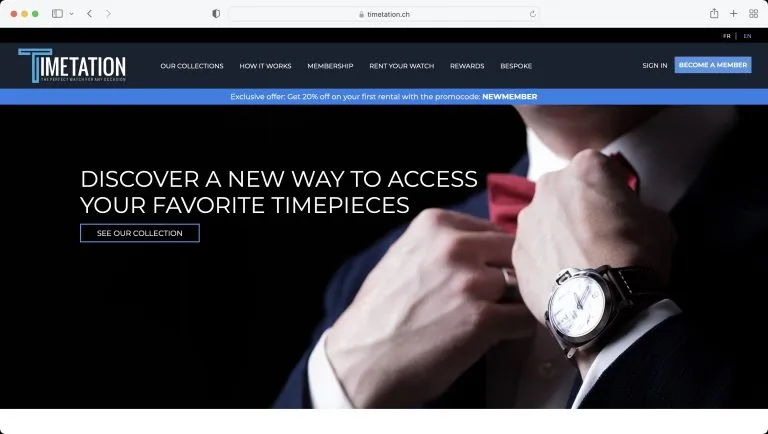 timetation.ch
FR | EN
TIMETATION
THE PERFECT WATCH FOR ANY OCCASION
OUR COLLECTIONS HOW IT WORKS MEMBERSHIP RENT YOUR WATCH REWARDS BESPOKE SIGN IN BECOME A MEMBER
Exclusive offer: Get 20% off on your first rental with the promocode: NEWMEMBER
DISCOVER A NEW WAY TO ACCESS
YOUR FAVORITE TIMEPIECES
SEE OUR COLLECTION